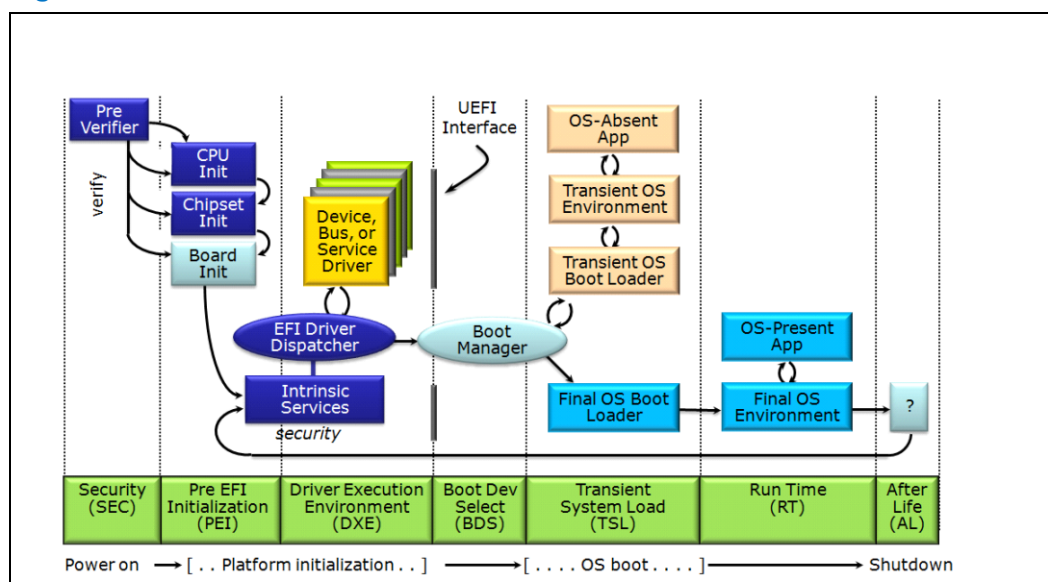 Pre
Verifier
verify
CPU
Init
Chipset
Init
Board
Init
Device,
Bus, or
Service
Driver
EFI Driver
Dispatcher
Intrinsic
Services
security
UEFI
Interface
Boot
Manager
OS-Absent
App
Transient OS
Environment
Transient OS
Boot Loader
Final OS Boot
Loader
OS-Present
App
Final OS
Environment
?
Security
(SEC)
Pre EFI
Initialization
(PEI)
Driver Execution
Environment
(DXE)
Boot Dev
Select
(BDS)
Transient
System Load
(TSL)
Run Time
(RT)
After
Life
(AL)
Power on [ . . Platform initialization . . ] [ . . . . OS boot . . . . ] Shutdown